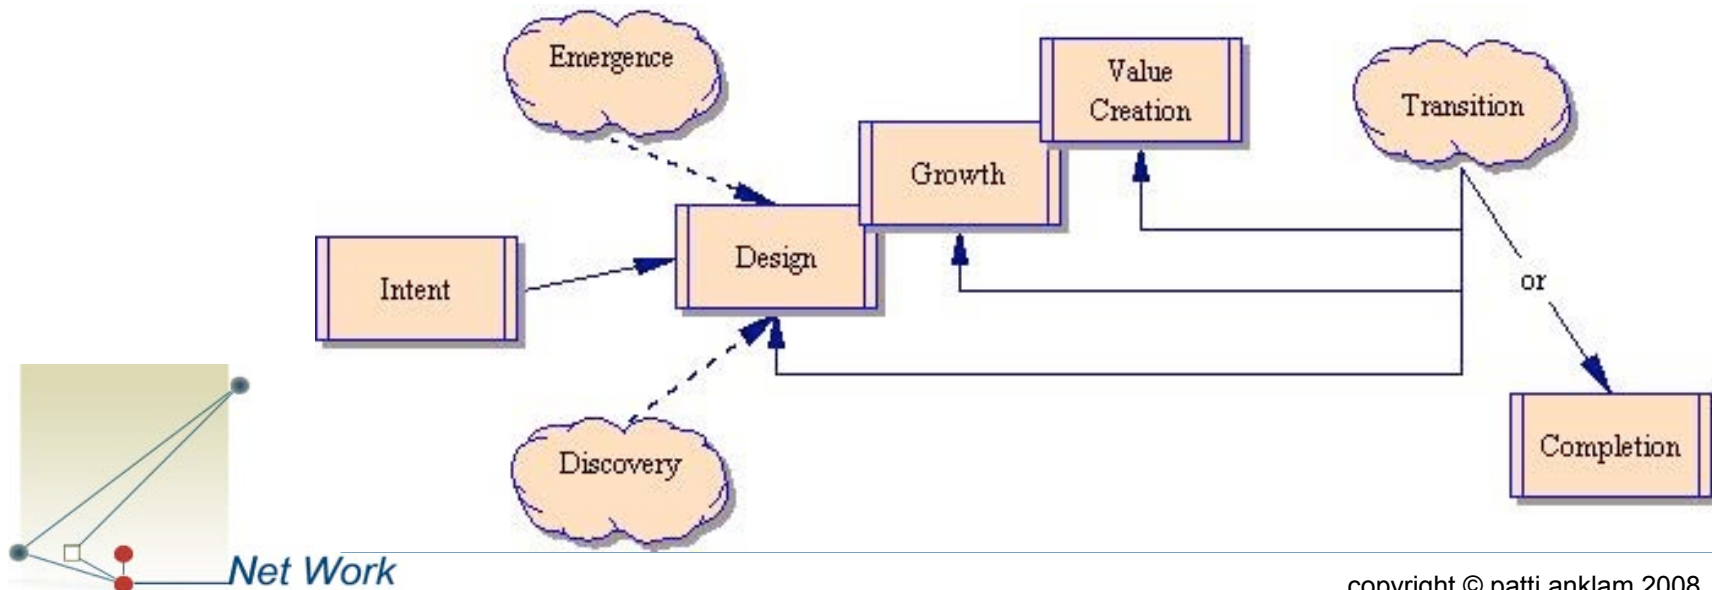 Emergence
Value
Creation
Transition
Growth
Design
Intent
or
Completion
Discovery
Net Work
copyright © patti anklam 2008